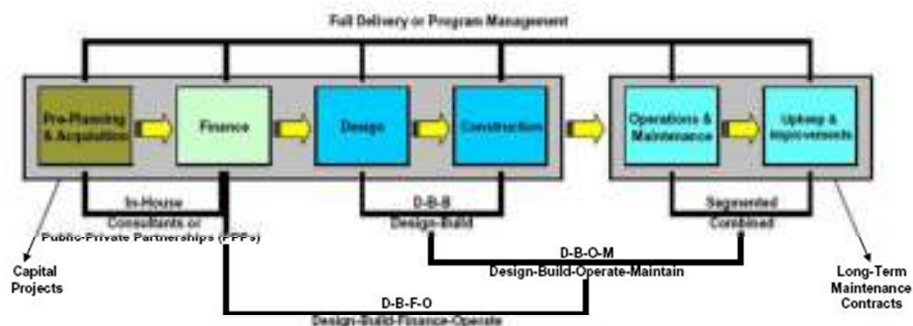 Full Delivery or Program Management
Pre-Planning
& Acquisition
Finance
Design
Construction
Operations &
Maintenance
Upkeep &
Improvements
In-House
Consultants or
Public-Private Partnerships (PPPs)
D-B-B
Design-Build
Segmented
Combined
D-B-O-M
Design-Build-Operate-Maintain
Capital
Projects
Long-Term
Maintenance
Contracts
D-B-F-O
Design-Build-Finance-Operate